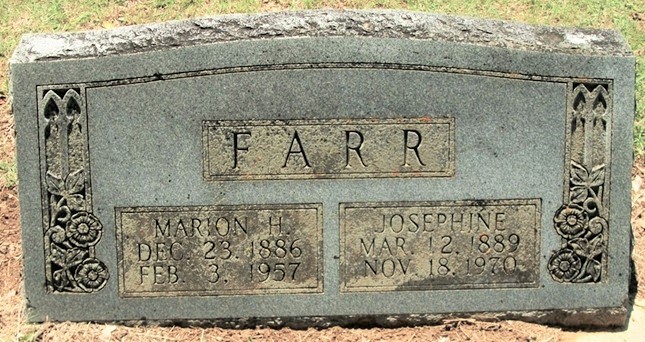 FARR
MARION H.
DEC. 23, 1886
FEB. 3, 1957
JOSEPHINE
MAR. 12, 1889
NOV. 18, 1970